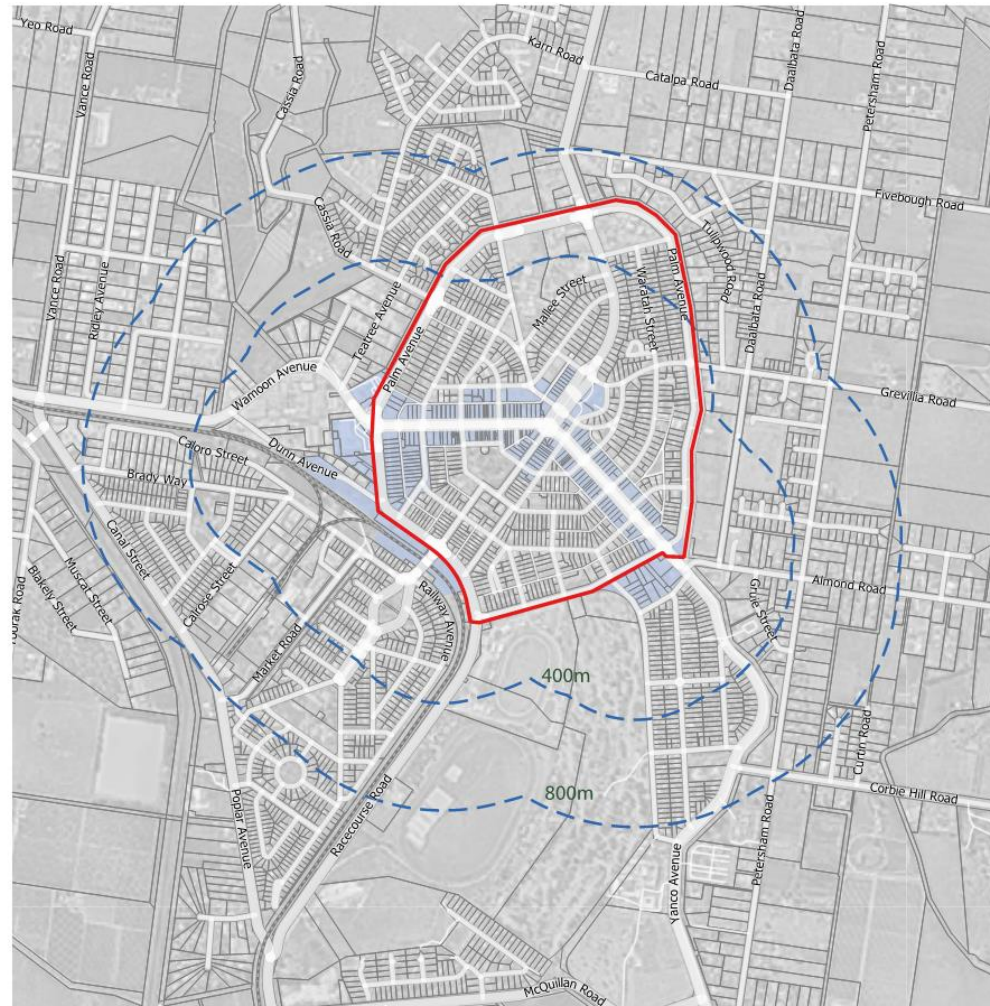 Yeo Road
Vance Road
Cassia Road
Karri Road
Catalpa Road
Daalbata Road
Petersham Road
Fivebough Road
Cassia Road
Tulipwood Road
Palm Avenue
Waratah Street
Mallee Street
Daalbata Road
Vance Road
Ridley Avenue
Teatree Avenue
Palm Avenue
Wamoon Avenue
Grevillia Road
Caloro Street
Dunn Avenue
Brady Way
Canal Street
Muscat Street
Blakely Street
Calrose Street
Market Road
Railway Avenue
Almond Road
400m
800m
Curtin Road
Corbie Hill Road
Poplar Avenue
Racecourse Road
Yanco Avenue
Petersham Road
McQuillan Road